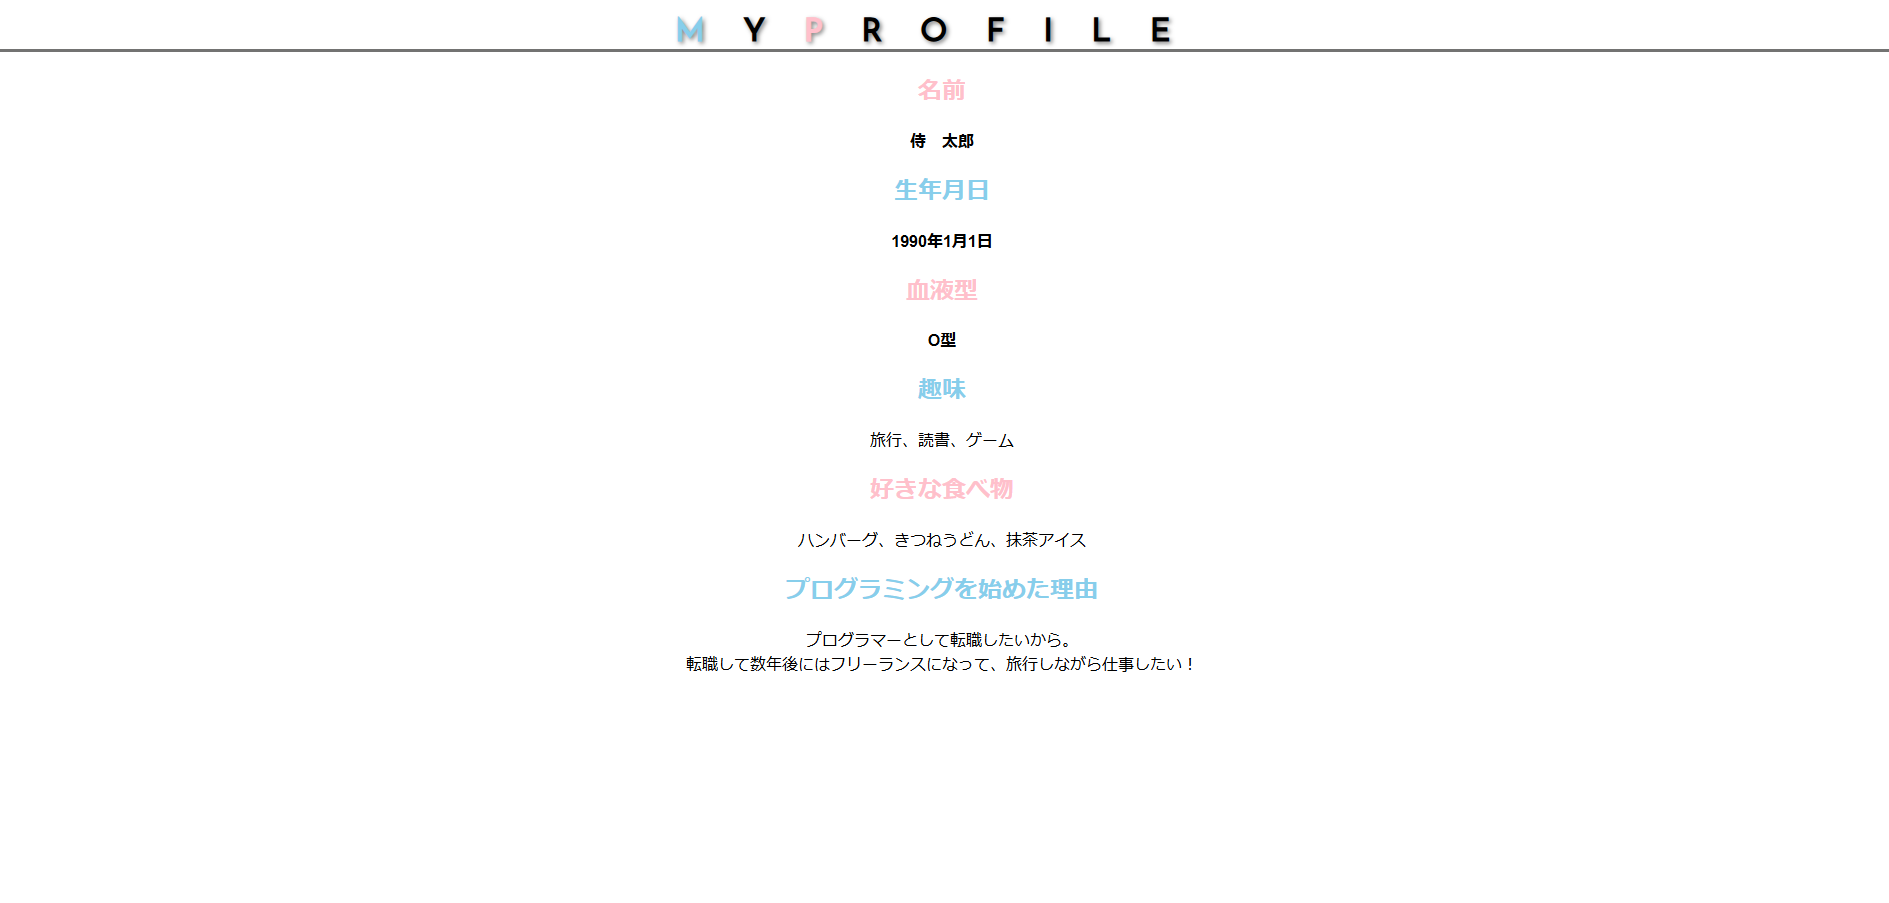 MY PROFILE
名前
侍　太郎
生年月日
1990年1月1日
血液型
O型
趣味
旅行、読書、ゲーム
好きな食べ物
ハンバーグ、きつねうどん、抹茶アイス
プログラミングを始めた理由
プログラマーとして転職したいから。
転職して数年後にはフリーランスになって、旅行しながら仕事したい！